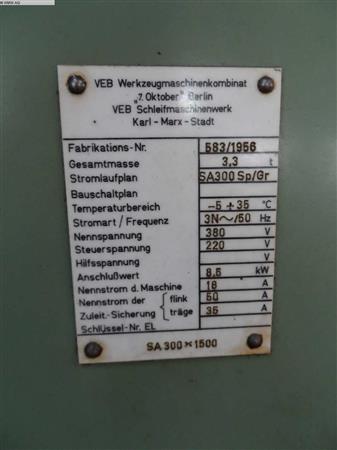 VEB Werkzeugmaschinenkombinat
„7. Oktober" Berlin
VEB Schleifmaschinenwerk
Karl - Marx - Stadt
Fabrikations-Nr. 583/1956
Gesamtmasse 3,3 t
Stromlaufplan SA300 Sp/Gr
Bauschaltplan
Temperaturbereich -5 ÷ 35 °C
Stromart / Frequenz 3N~/50 Hz
Nennspannung 380 V
Steuerspannung 220 V
Hilfsspannung V
Anschlußwert 8,5 kW
Nennstrom d. Maschine 18 A
Nennstrom der flink 50 A
Zuleit.-Sicherung träge 35 A
Schlüssel-Nr. EL
SA 300 × 1500